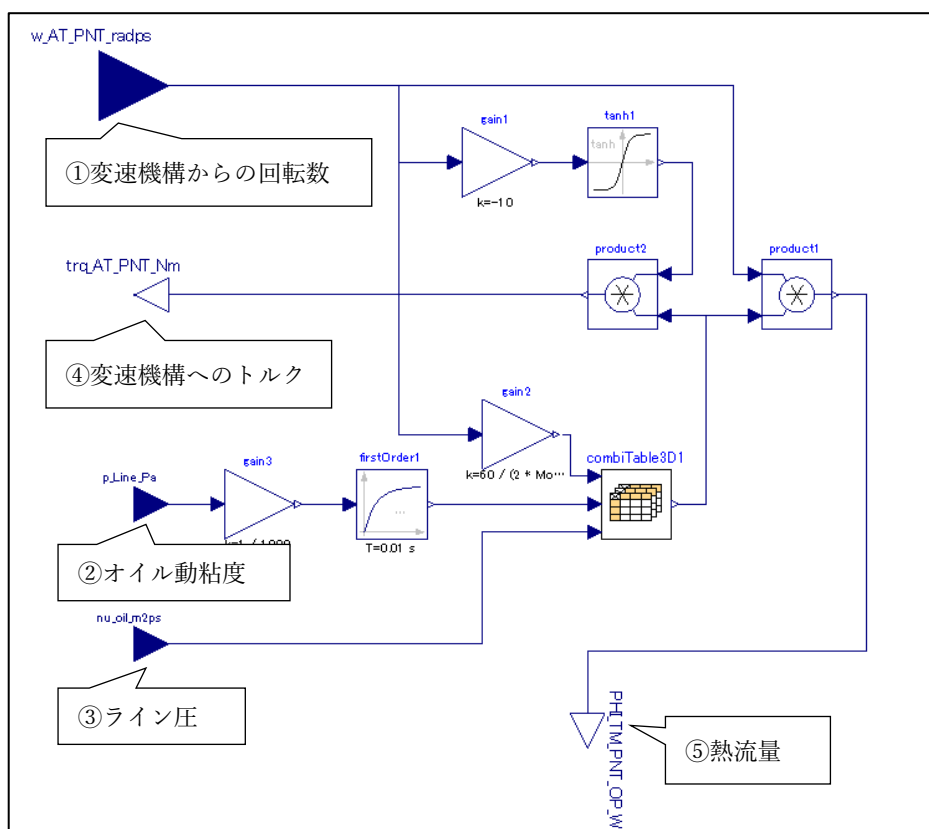 w_AT_PNT_radps
①変速機構からの回転数
gain1
k=-10
tanh1
tanh
product2
product1
trq_AT_PNT_Nm
④変速機構へのトルク
gain2
k=60 / (2 * Mo…
combiTable3D1
p_Line_Pa
gain3
firstOrder1
...
T=0.01 s
②オイル動粘度
nu_oil_m2ps
③ライン圧
PHI_TM_PNT_OP_W
⑤熱流量